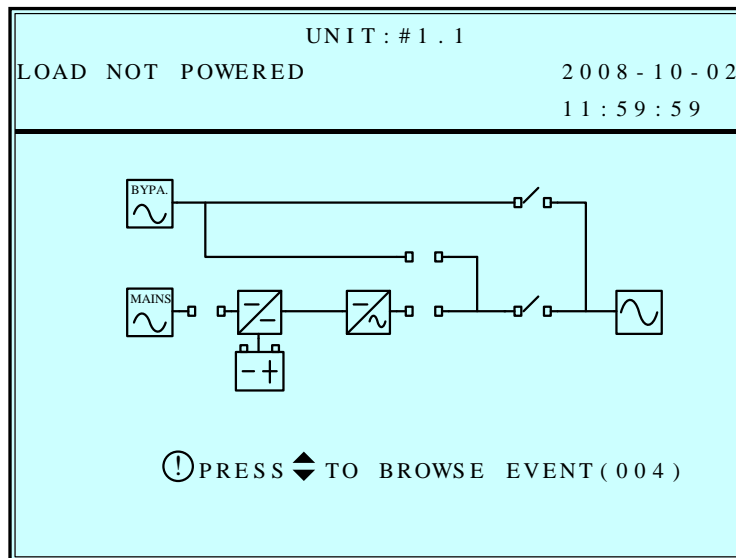 UNIT:#1.1
LOAD NOT POWERED
2008-10-02
11:59:59
BYPA.
MAINS
PRESS TO BROWSE EVENT(004)